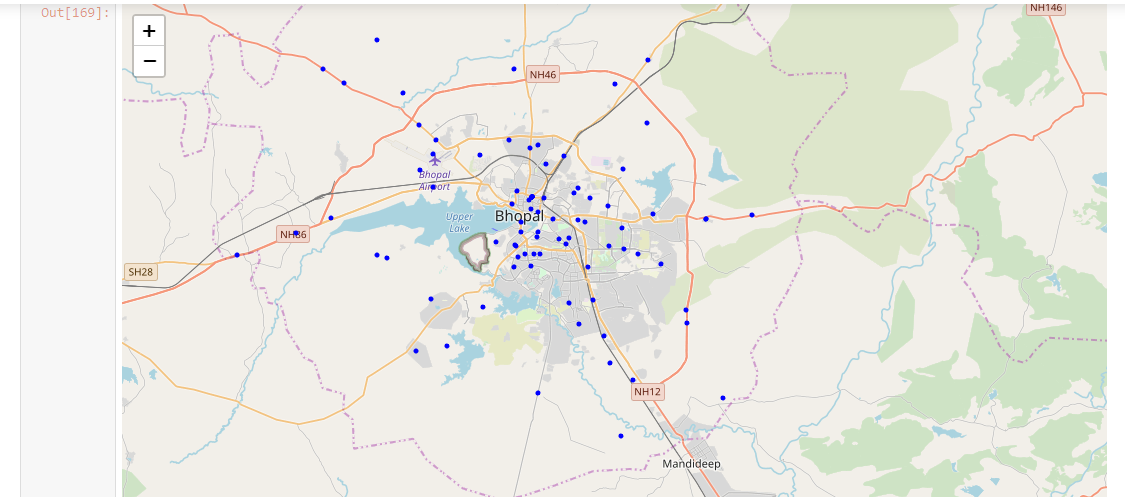 Out[169]:
+
−
NH146
NH46
Bhopal
Airport
Upper
Lake
Bhopal
NH86
SH28
NH12
Mandideep